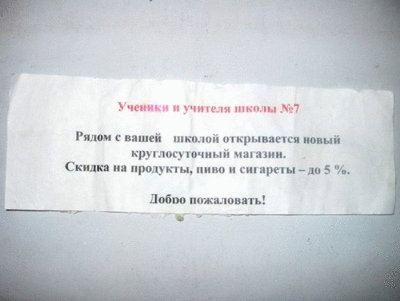 Ученики и учителя школы №7
Рядом с вашей школой открывается новый
круглосуточный магазин.
Скидка на продукты, пиво и сигареты – до 5 %.
Добро пожаловать!